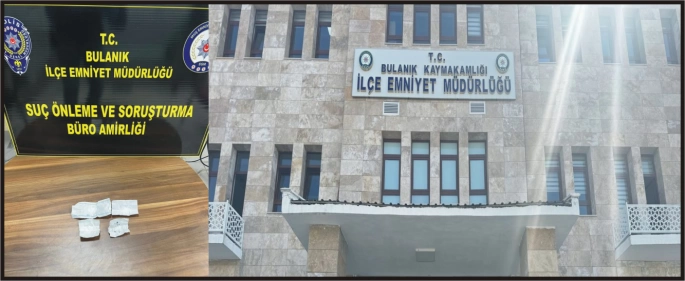 T.C.
BULANIK
İLÇE EMNİYET MÜDÜRLÜĞÜ
SUÇ ÖNLEME VE SORUŞTURMA
BÜRO AMİRLİĞİ
T.C.
BULANIK KAYMAKAMLIĞI
İLÇE EMNİYET MÜDÜRLÜĞÜ